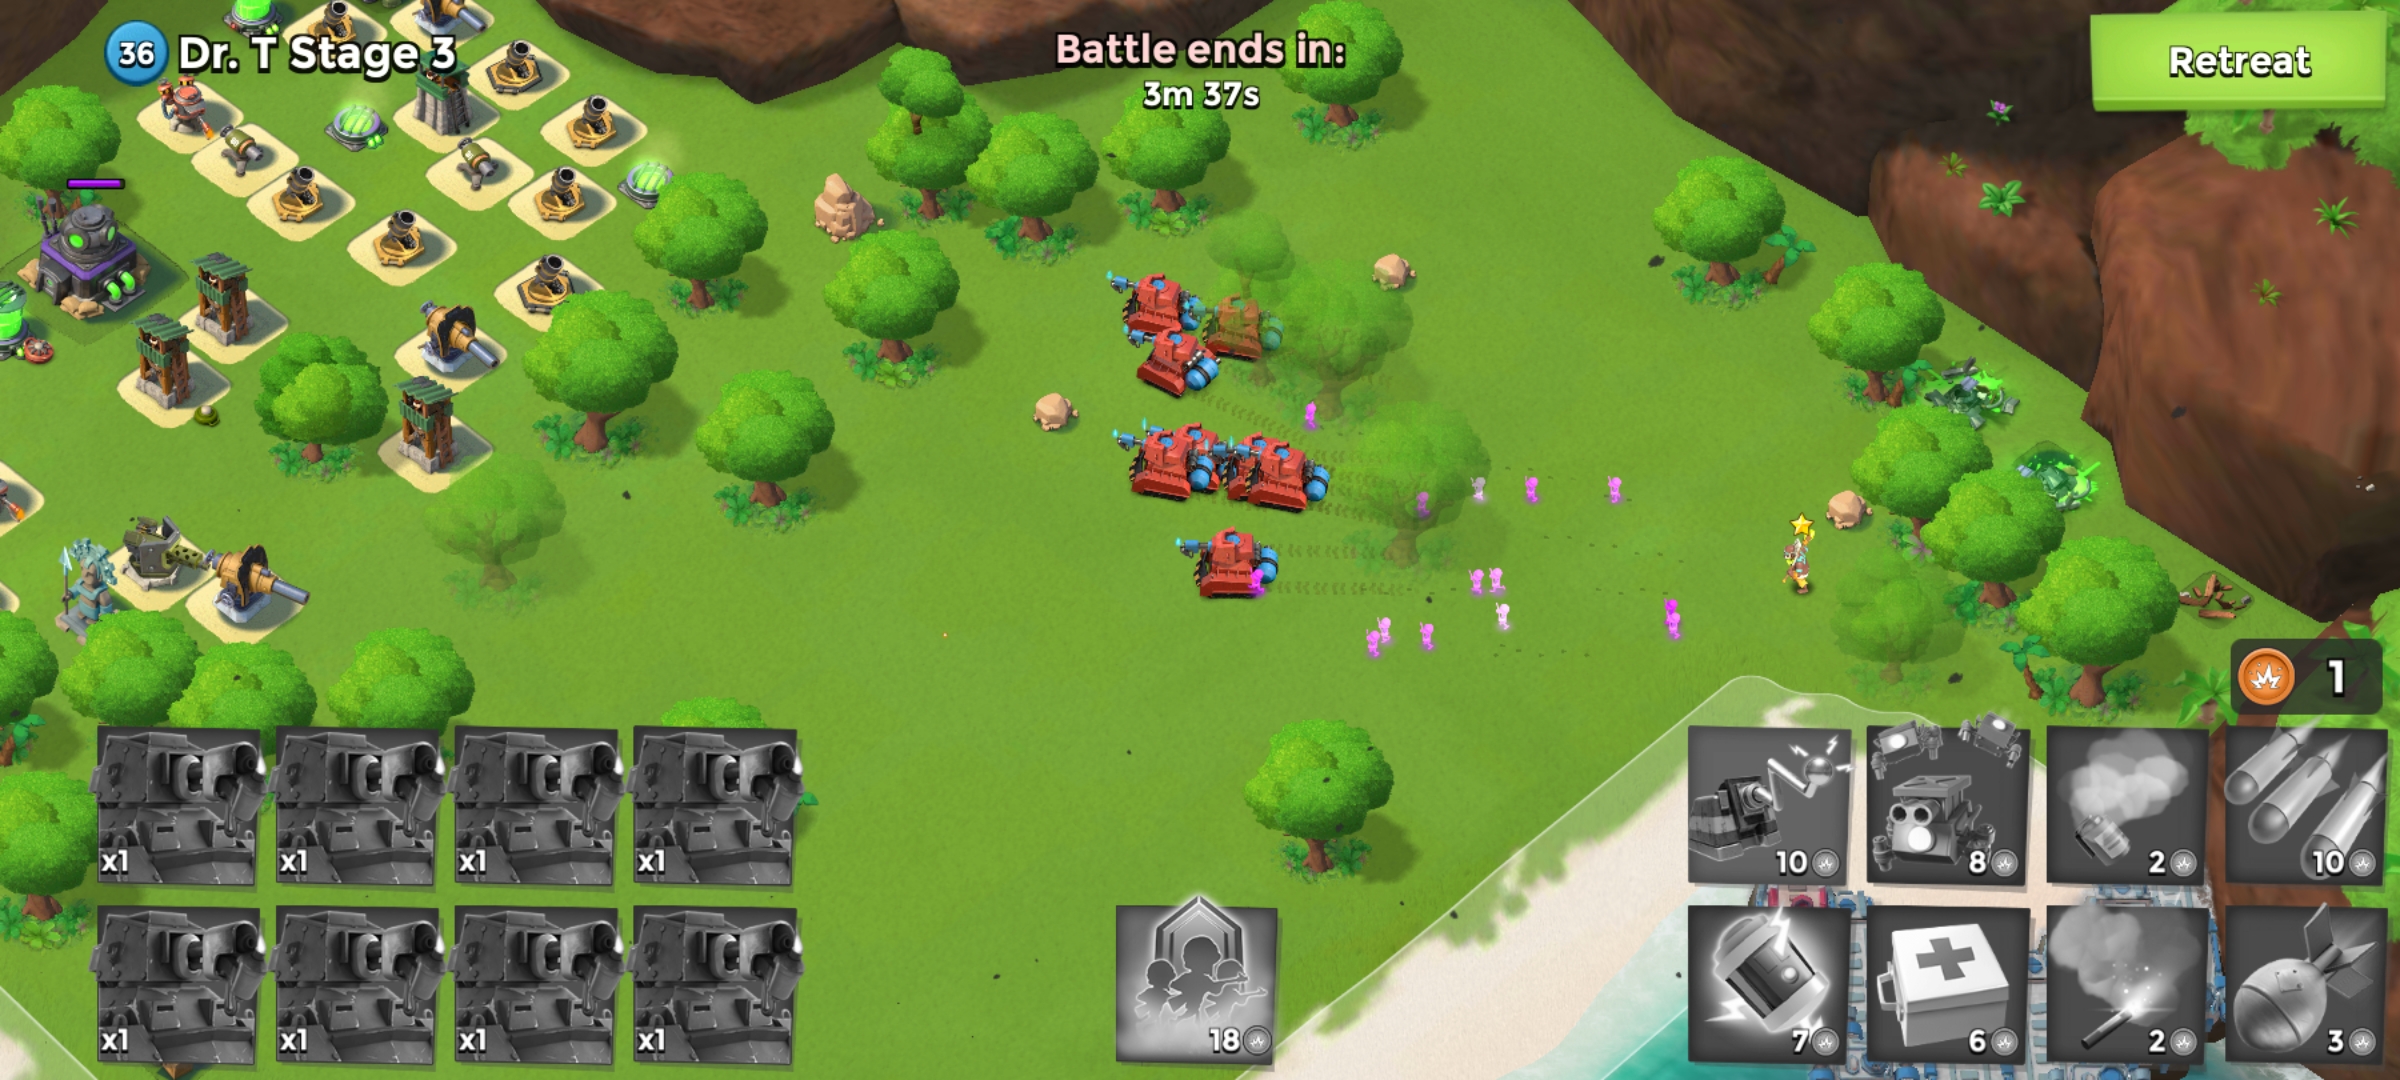 36 Dr. T Stage 3
Battle ends in:
3m 37s
Retreat
1
x1 x1 x1 x1
10 8 2 10
x1 x1 x1 x1
18
7 6 2 3